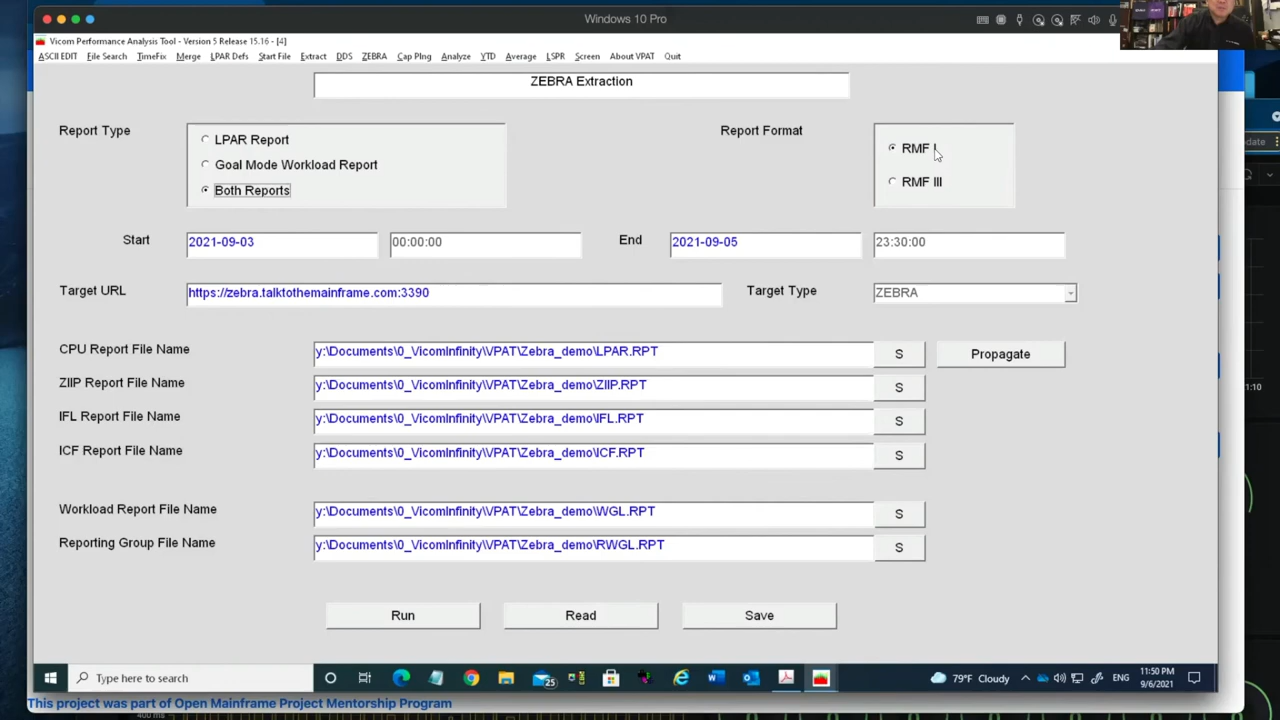 Windows 10 Pro
Vicom Performance Analysis Tool - Version 5 Release 15.16 - [4]
ASCII EDIT File Search TimeFix Merge LPAR Defs Start File Extract DDS ZEBRA Cap Plng Analyze YTD Average LSPR Screen About VPAT Quit
ZEBRA Extraction
Report Type
LPAR Report
Goal Mode Workload Report
Both Reports
Report Format
RMF I
RMF III
Start 2021-09-03 00:00:00 End 2021-09-05 23:30:00
Target URL https://zebra.talktothemainframe.com:3390 Target Type ZEBRA
CPU Report File Name y:\Documents\0_VicomInfinity\VPAT\Zebra_demo\LPAR.RPT S Propagate
ZIIP Report File Name y:\Documents\0_VicomInfinity\VPAT\Zebra_demo\ZIIP.RPT S
IFL Report File Name y:\Documents\0_VicomInfinity\VPAT\Zebra_demo\IFL.RPT S
ICF Report File Name y:\Documents\0_VicomInfinity\VPAT\Zebra_demo\ICF.RPT S
Workload Report File Name y:\Documents\0_VicomInfinity\VPAT\Zebra_demo\WGL.RPT S
Reporting Group File Name y:\Documents\0_VicomInfinity\VPAT\Zebra_demo\RWGL.RPT S
Run Read Save
Type here to search 25 79°F Cloudy ENG 11:50 PM
9/6/2021
This project was part of Open Mainframe Project Mentorship Program
400 ms
date
1:10